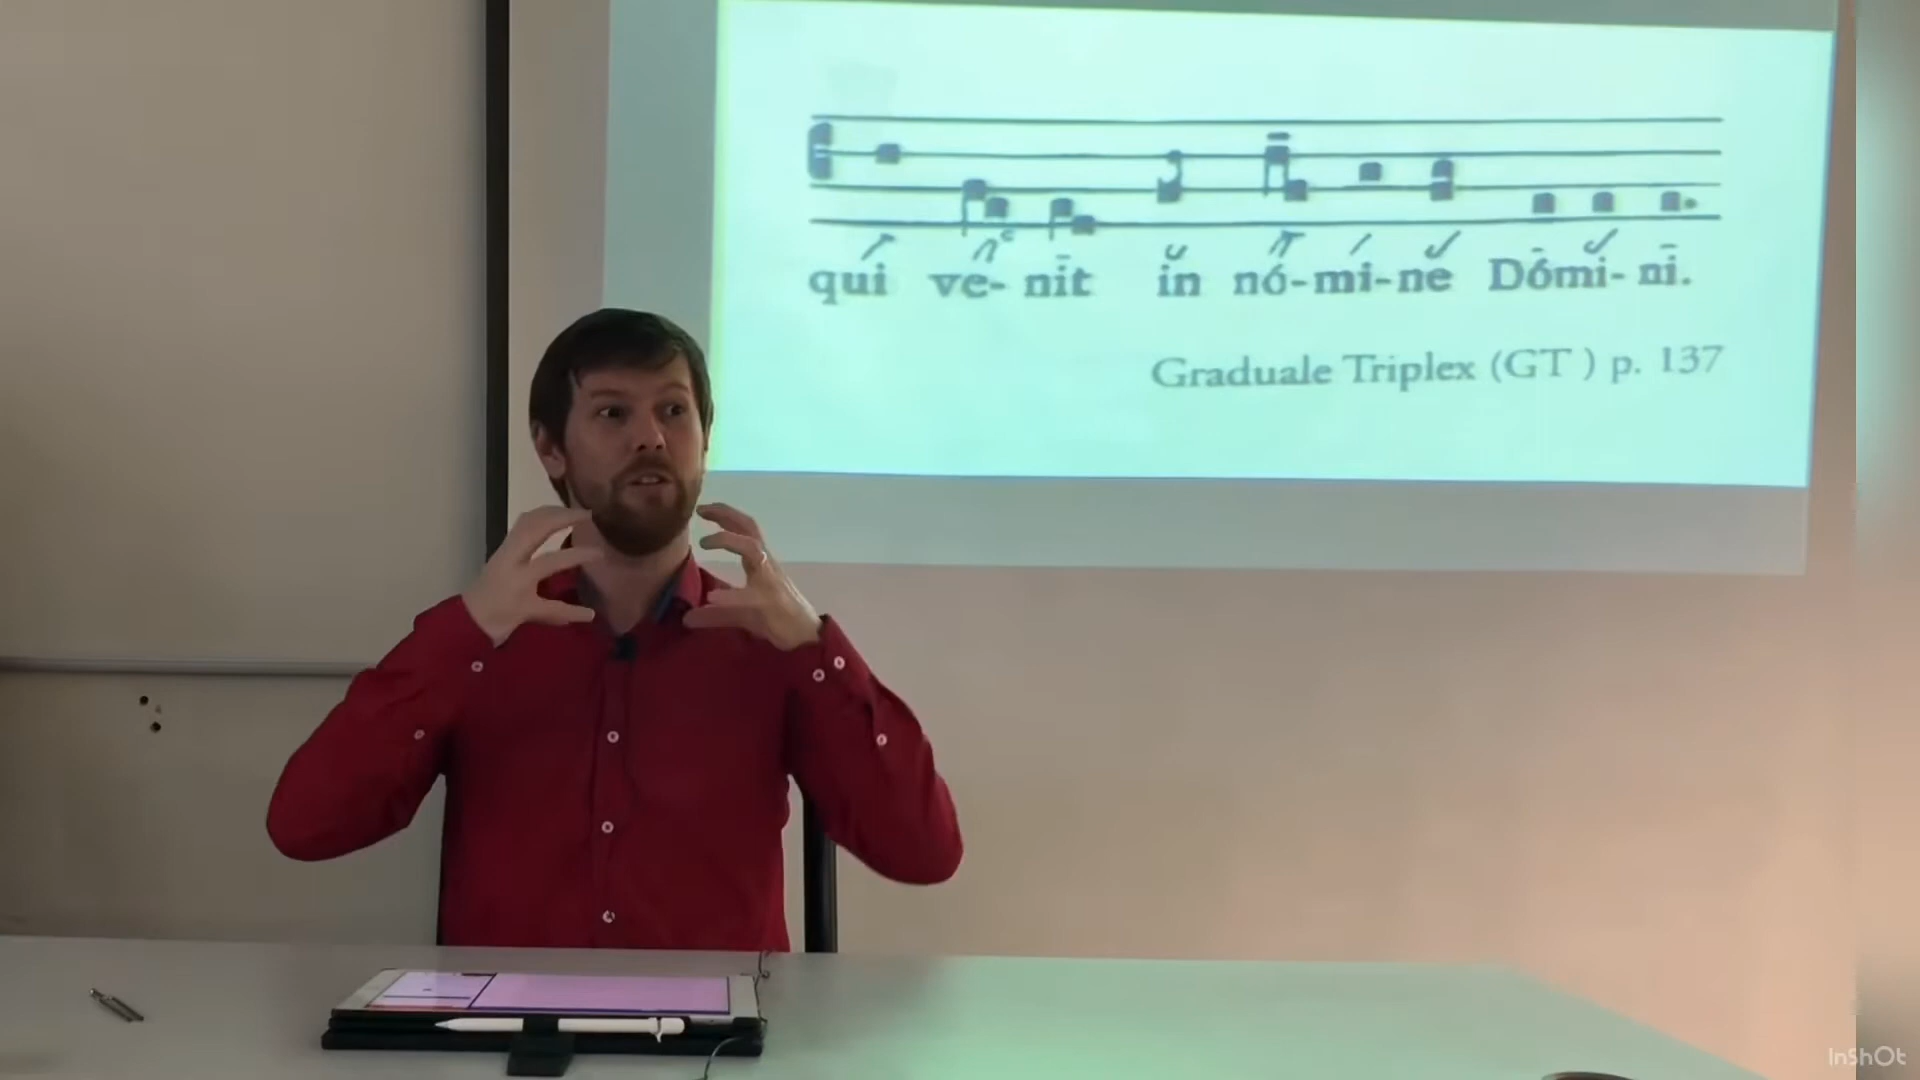 qui ve- nit in nó-mi-ne Dómi- ni.
Graduale Triplex (GT ) p. 137
InShOt